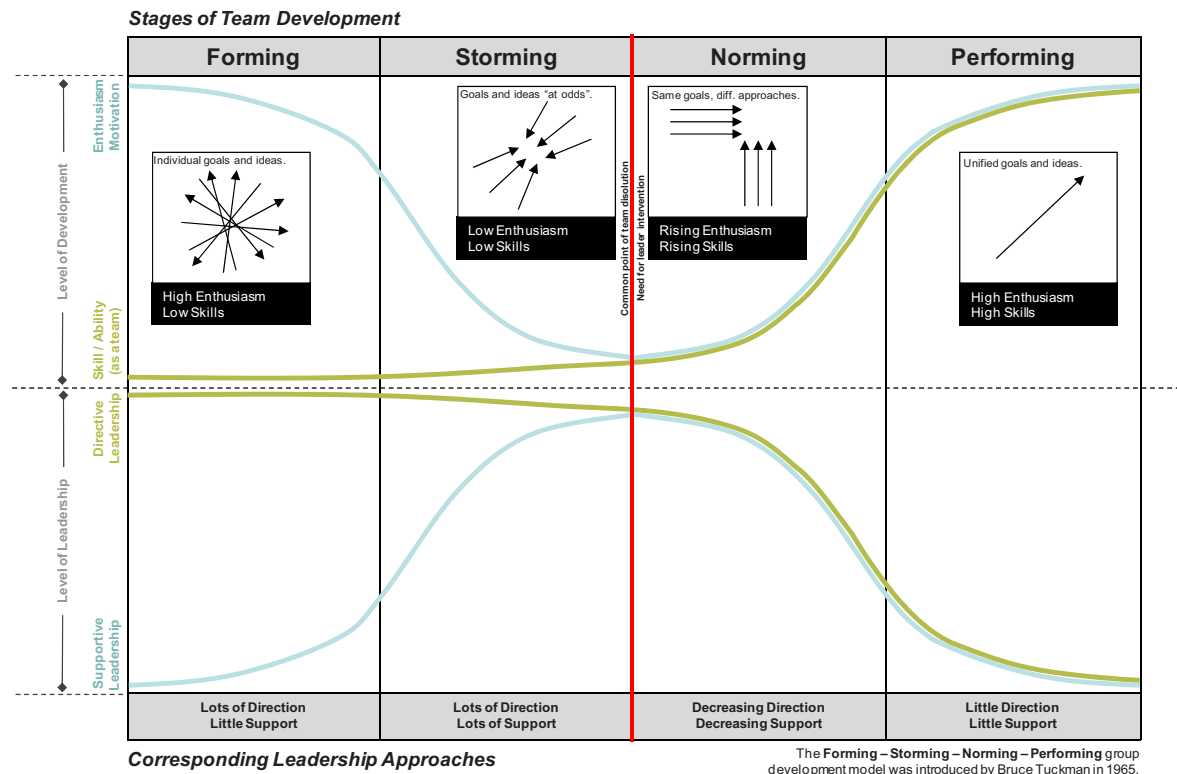 Stages of Team Development
Forming
Storming
Norming
Performing
Level of Development
Enthusiasm
Motivation
Skill / Ability
(as a team)
Individual goals and ideas.
High Enthusiasm
Low Skills
Goals and ideas “at odds”.
Low Enthusiasm
Low Skills
Common point of team disolution
Need for leader intervention
Same goals, diff. approaches.
Rising Enthusiasm
Rising Skills
Unified goals and ideas.
High Enthusiasm
High Skills
Level of Leadership
Directive
Leadership
Supportive
Leadership
Lots of Direction
Little Support
Lots of Direction
Lots of Support
Decreasing Direction
Decreasing Support
Little Direction
Little Support
Corresponding Leadership Approaches
The Forming – Storming – Norming – Performing group
development model was introduced by Bruce Tuckman in 1965.